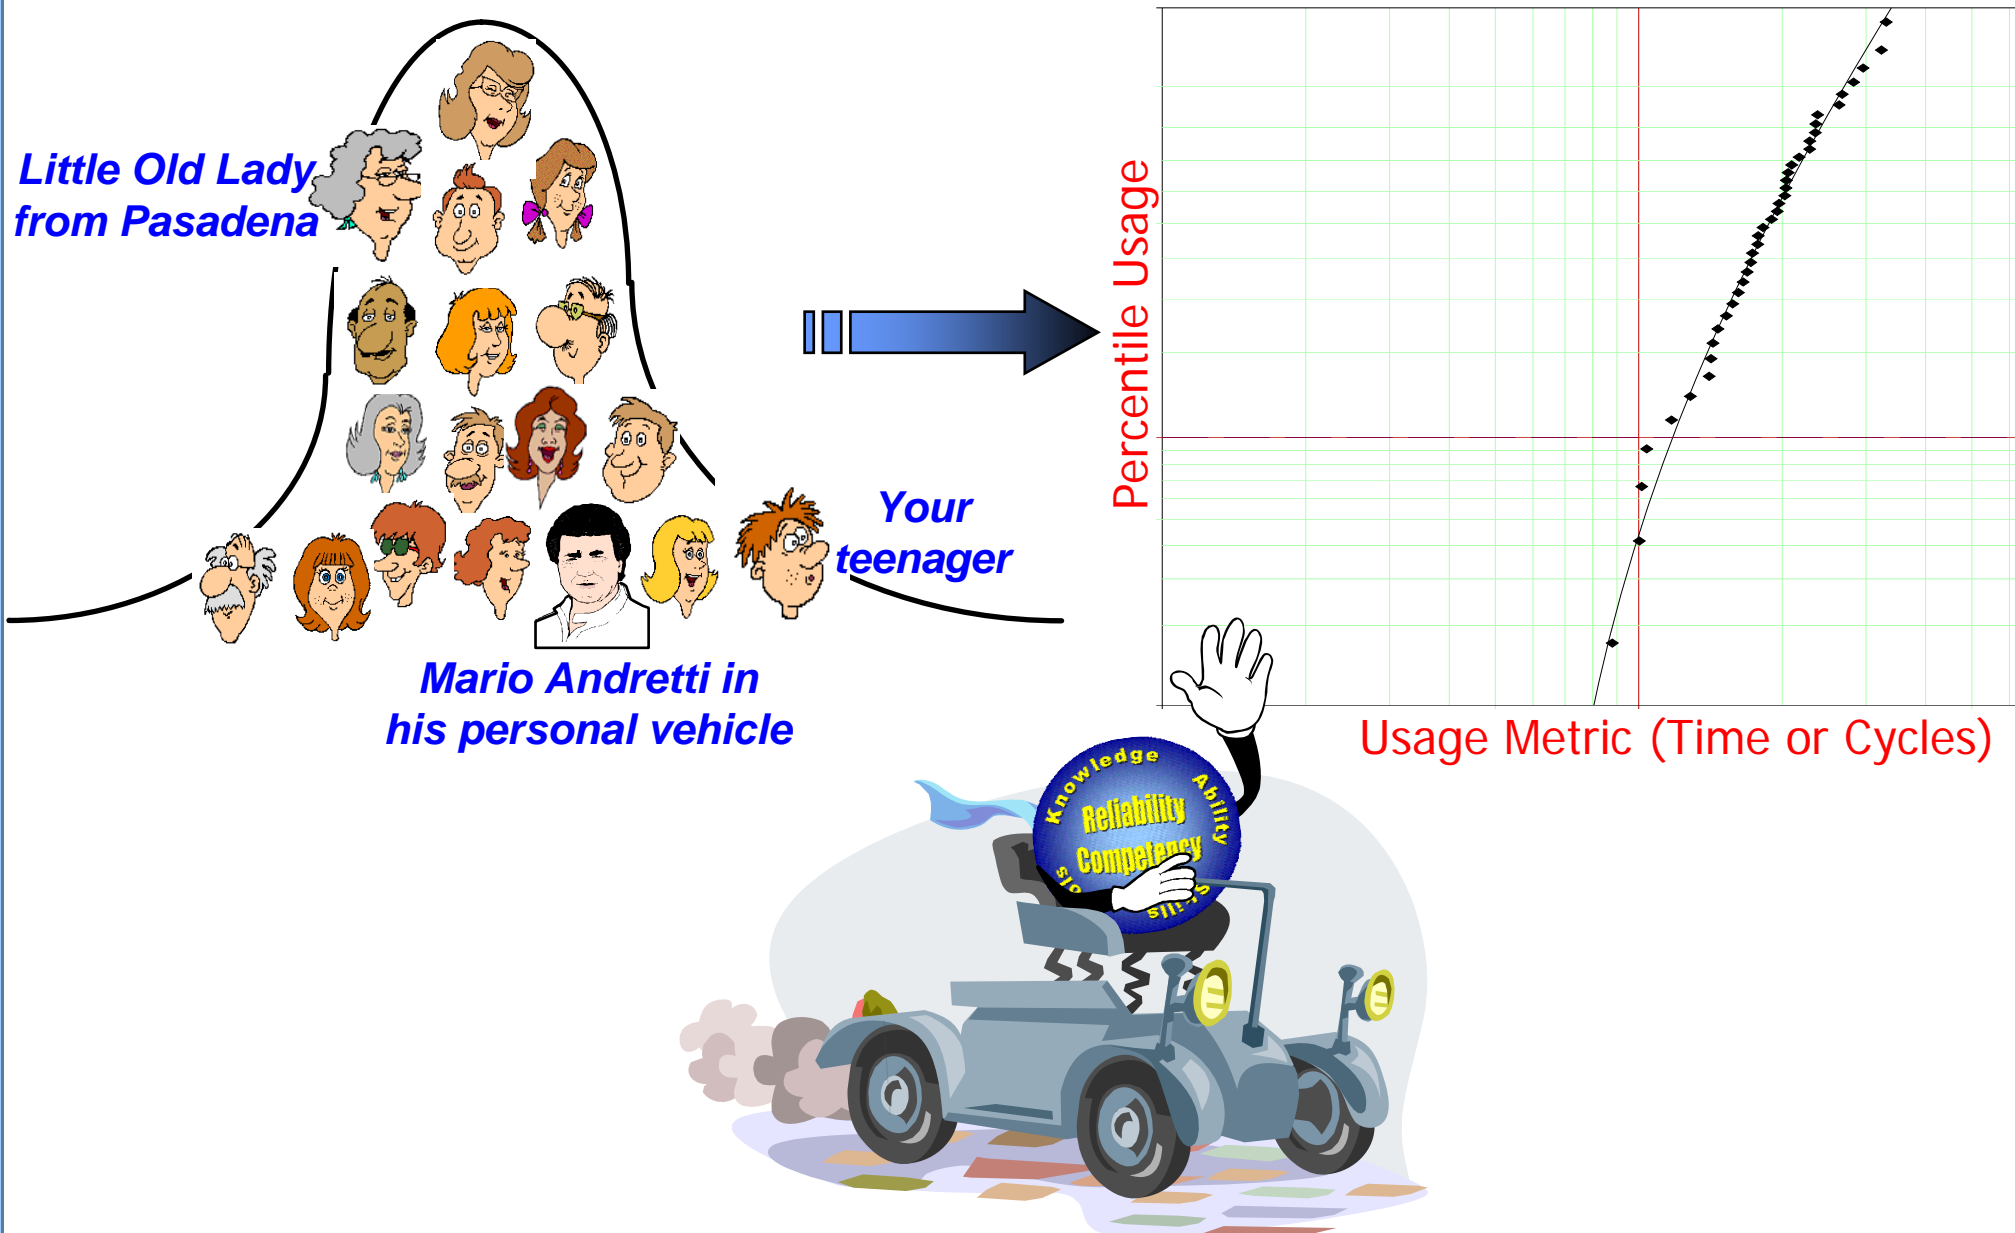 Little Old Lady
from Pasadena
Your
teenager
Mario Andretti in
his personal vehicle
Percentile Usage
Usage Metric (Time or Cycles)
Knowledge
Ability
Reliability
Competency